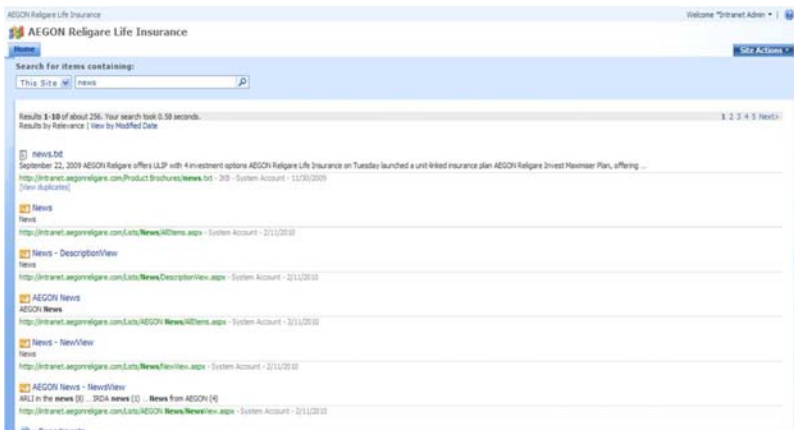 AEGON Religare Life Insurance
Welcome *Intranet Admin
AEGON Religare Life Insurance
Home
Site Actions
Search for items containing:
This Site
news
Results 1-10 of about 256. Your search took 0.58 seconds.
1 2 3 4 5 Next>
Results by Relevance | View by Modified Date
news.txt
September 22, 2009 AEGON Religare offers ULIP with 4 investment options AEGON Religare Life Insurance on Tuesday launched a unit-linked insurance plan AEGON Religare Invest Maximiser Plan, offering ...
http://intranet.aegonreligare.com/Product Brochures/news.txt - 2KB - System Account - 11/30/2009
[View duplicates]
News
News
http://intranet.aegonreligare.com/Lists/News/AllItems.aspx - System Account - 2/11/2010
News - DescriptionView
News
http://intranet.aegonreligare.com/Lists/News/DescriptionView.aspx - System Account - 2/11/2010
AEGON News
AEGON News
http://intranet.aegonreligare.com/Lists/AEGON News/AllItems.aspx - System Account - 2/11/2010
News - NewView
News
http://intranet.aegonreligare.com/Lists/News/NewView.aspx - System Account - 2/11/2010
AEGON News - NewsView
ARLI in the news (8) ... IRDA news (1) ... News from AEGON (4)
http://intranet.aegonreligare.com/Lists/AEGON News/NewsView.aspx - System Account - 2/11/2010